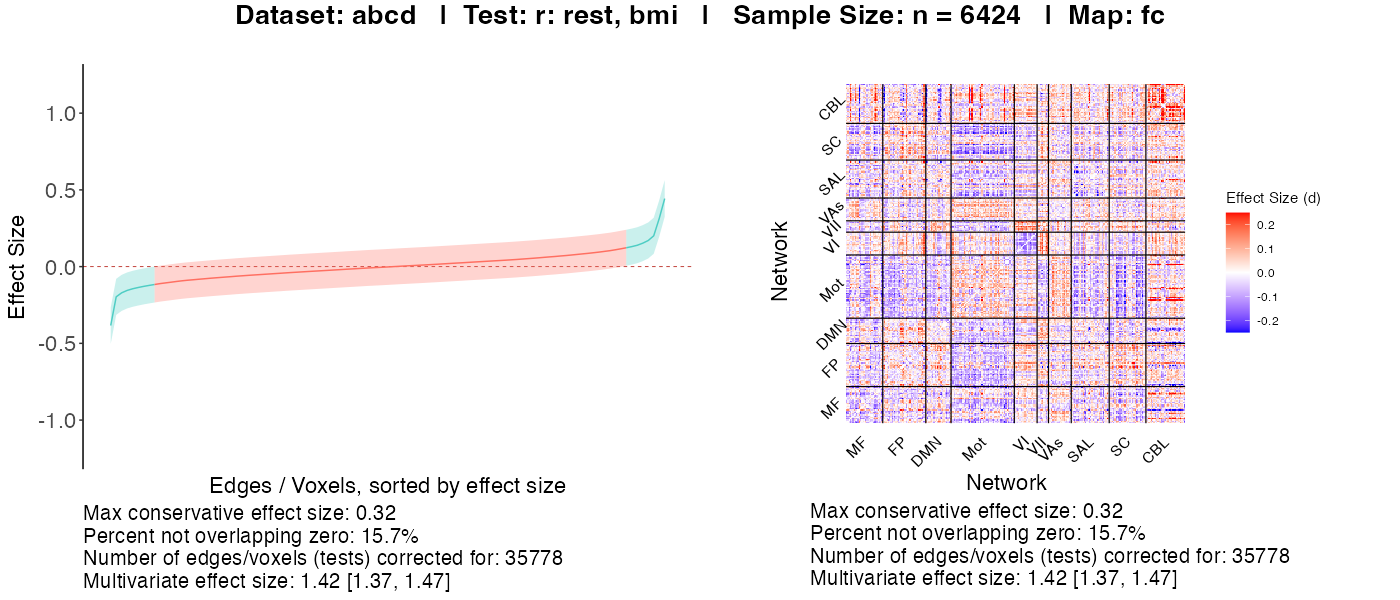 Dataset: abcd | Test: r: rest, bmi | Sample Size: n = 6424 | Map: fc
Effect Size
1.0
0.5
0.0
-0.5
-1.0
Edges / Voxels, sorted by effect size
Max conservative effect size: 0.32
Percent not overlapping zero: 15.7%
Number of edges/voxels (tests) corrected for: 35778
Multivariate effect size: 1.42 [1.37, 1.47]
Network
CBL
SC
SAL
VAs
VII
VI
Mot
DMN
FP
MF
MF
FP
DMN
Mot
VI
VII
VAs
SAL
SC
CBL
Network
Effect Size (d)
0.2
0.1
0.0
-0.1
-0.2
Max conservative effect size: 0.32
Percent not overlapping zero: 15.7%
Number of edges/voxels (tests) corrected for: 35778
Multivariate effect size: 1.42 [1.37, 1.47]